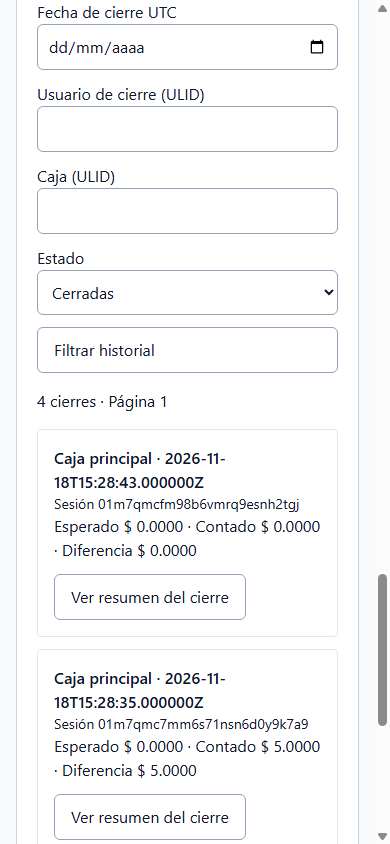 Fecha de cierre UTC
dd/mm/aaaa
Usuario de cierre (ULID)
Caja (ULID)
Estado
Cerradas
Filtrar historial
4 cierres · Página 1
Caja principal · 2026-11-
18T15:28:43.000000Z
Sesión 01m7qmcfm98b6vmrq9esnh2tgj
Esperado $ 0.0000 · Contado $ 0.0000
· Diferencia $ 0.0000
Ver resumen del cierre
Caja principal · 2026-11-
18T15:28:35.000000Z
Sesión 01m7qmc7mm6s71nsn6d0y9k7a9
Esperado $ 0.0000 · Contado $ 5.0000
· Diferencia $ 5.0000
Ver resumen del cierre